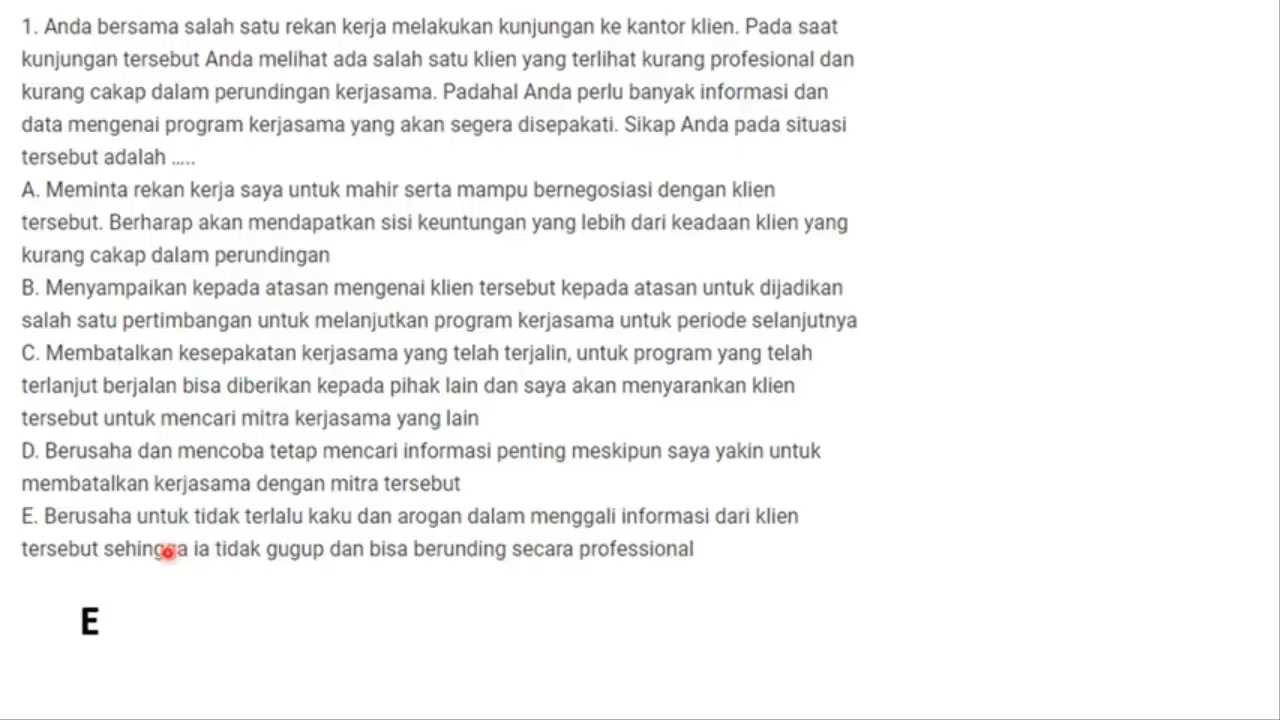 1. Anda bersama salah satu rekan kerja melakukan kunjungan ke kantor klien. Pada saat
kunjungan tersebut Anda melihat ada salah satu klien yang terlihat kurang profesional dan
kurang cakap dalam perundingan kerjasama. Padahal Anda perlu banyak informasi dan
data mengenai program kerjasama yang akan segera disepakati. Sikap Anda pada situasi
tersebut adalah .....
A. Meminta rekan kerja saya untuk mahir serta mampu bernegosiasi dengan klien
tersebut. Berharap akan mendapatkan sisi keuntungan yang lebih dari keadaan klien yang
kurang cakap dalam perundingan
B. Menyampaikan kepada atasan mengenai klien tersebut kepada atasan untuk dijadikan
salah satu pertimbangan untuk melanjutkan program kerjasama untuk periode selanjutnya
C. Membatalkan kesepakatan kerjasama yang telah terjalin, untuk program yang telah
terlanjut berjalan bisa diberikan kepada pihak lain dan saya akan menyarankan klien
tersebut untuk mencari mitra kerjasama yang lain
D. Berusaha dan mencoba tetap mencari informasi penting meskipun saya yakin untuk
membatalkan kerjasama dengan mitra tersebut
E. Berusaha untuk tidak terlalu kaku dan arogan dalam menggali informasi dari klien
tersebut sehingga ia tidak gugup dan bisa berunding secara professional
E